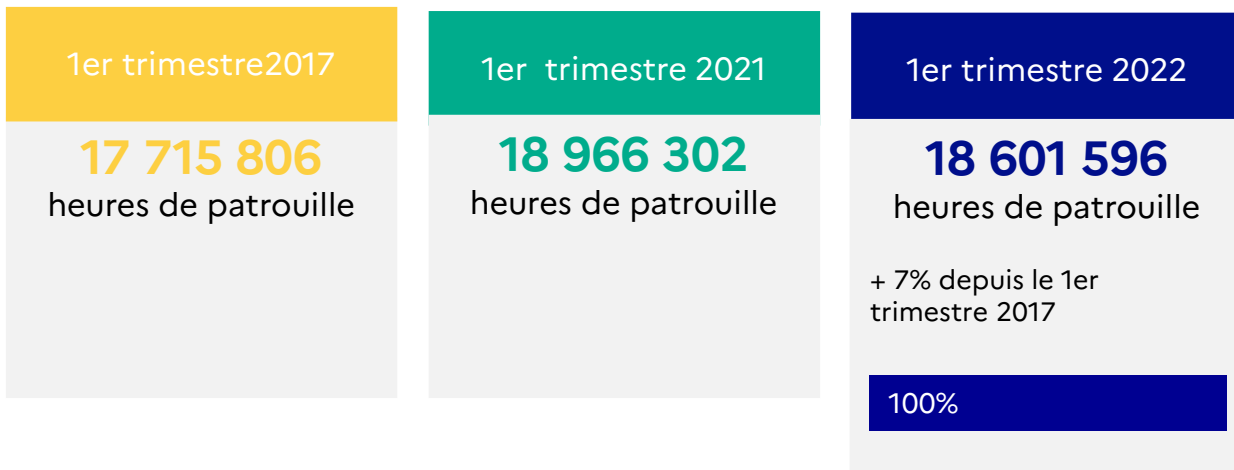 1er trimestre2017
17 715 806
heures de patrouille
1er trimestre 2021
18 966 302
heures de patrouille
1er trimestre 2022
18 601 596
heures de patrouille
+ 7% depuis le 1er
trimestre 2017
100%